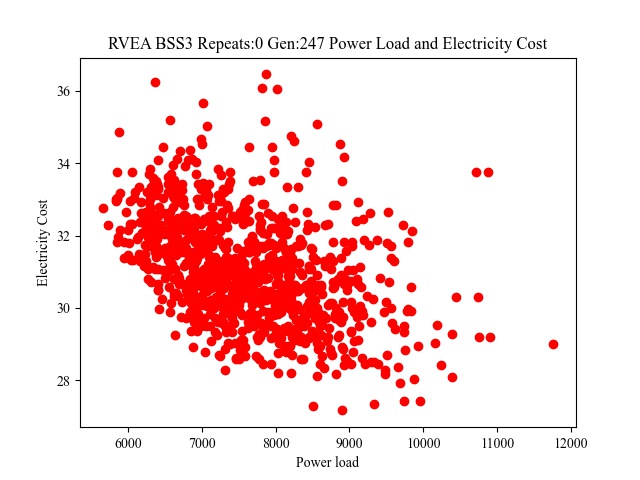 RVEA BSS3 Repeats:0 Gen:247 Power Load and Electricity Cost
36
34
32
30
28
Electricity Cost
6000 7000 8000 9000 10000 11000 12000
Power load